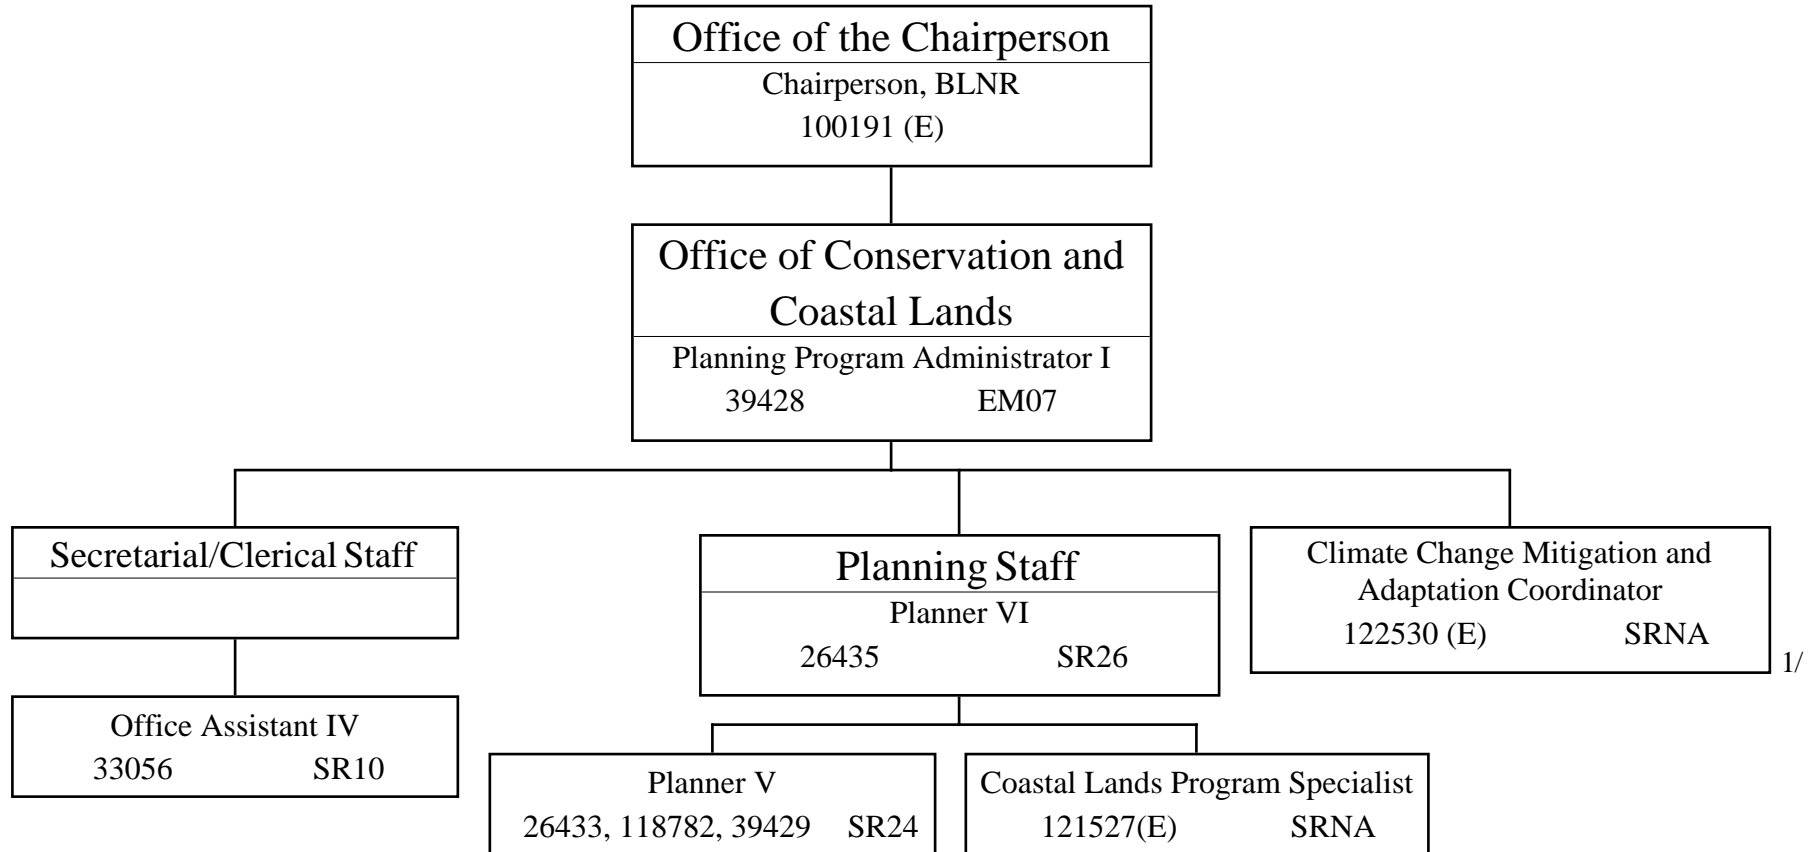 Office of the Chairperson
Chairperson, BLNR
100191 (E)
Office of Conservation and
Coastal Lands
Planning Program Administrator I
39428 EM07
Secretarial/Clerical Staff
Office Assistant IV
33056 SR10
Planning Staff
Planner VI
26435 SR26
Planner V
26433, 118782, 39429 SR24
Coastal Lands Program Specialist
121527(E) SRNA
Climate Change Mitigation and
Adaptation Coordinator
122530 (E) SRNA
1/